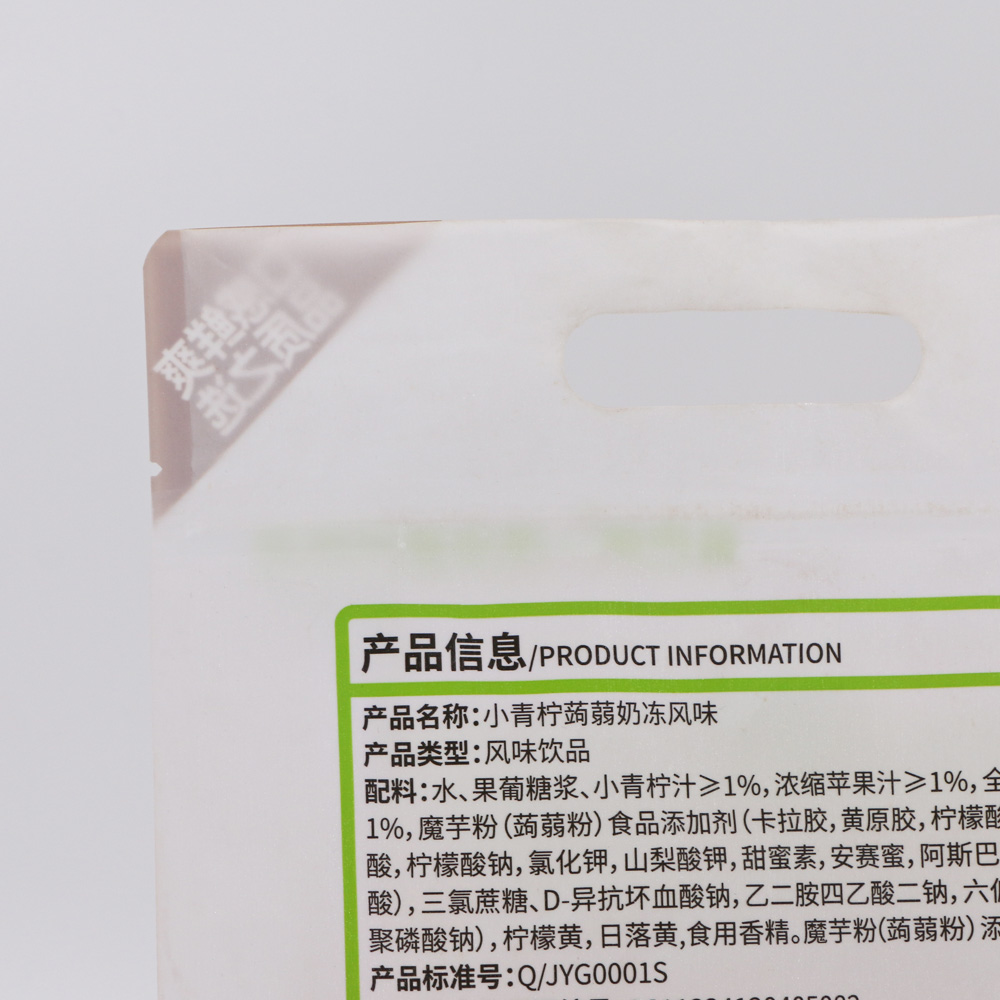 产品信息/PRODUCT INFORMATION
产品名称：小青柠蒟蒻奶冻风味
产品类型：风味饮品
配料：水、果葡糖浆、小青柠汁≥1%，浓缩苹果汁≥1%，全
1%，魔芋粉（蒟蒻粉）食品添加剂（卡拉胶，黄原胶，柠檬酸
酸，柠檬酸钠，氯化钾，山梨酸钾，甜蜜素，安赛蜜，阿斯巴
酸），三氯蔗糖、D-异抗坏血酸钠，乙二胺四乙酸二钠，六偏
聚磷酸钠），柠檬黄，日落黄,食用香精。魔芋粉(蒟蒻粉）添
产品标准号：Q/JYG0001S